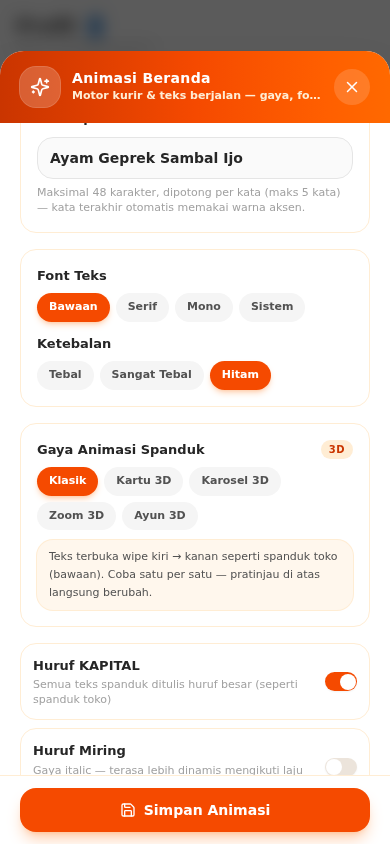 Animasi Beranda
Motor kurir & teks berjalan — gaya, fo...
Ayam Geprek Sambal Ijo
Maksimal 48 karakter, dipotong per kata (maks 5 kata)
— kata terakhir otomatis memakai warna aksen.
Font Teks
Bawaan Serif Mono Sistem
Ketebalan
Tebal Sangat Tebal Hitam
Gaya Animasi Spanduk 3D
Klasik Kartu 3D Karosel 3D
Zoom 3D Ayun 3D
Teks terbuka wipe kiri → kanan seperti spanduk toko
(bawaan). Coba satu per satu — pratinjau di atas
langsung berubah.
Huruf KAPITAL
Semua teks spanduk ditulis huruf besar (seperti
spanduk toko)
Huruf Miring
Gaya italic — terasa lebih dinamis mengikuti laju
Simpan Animasi